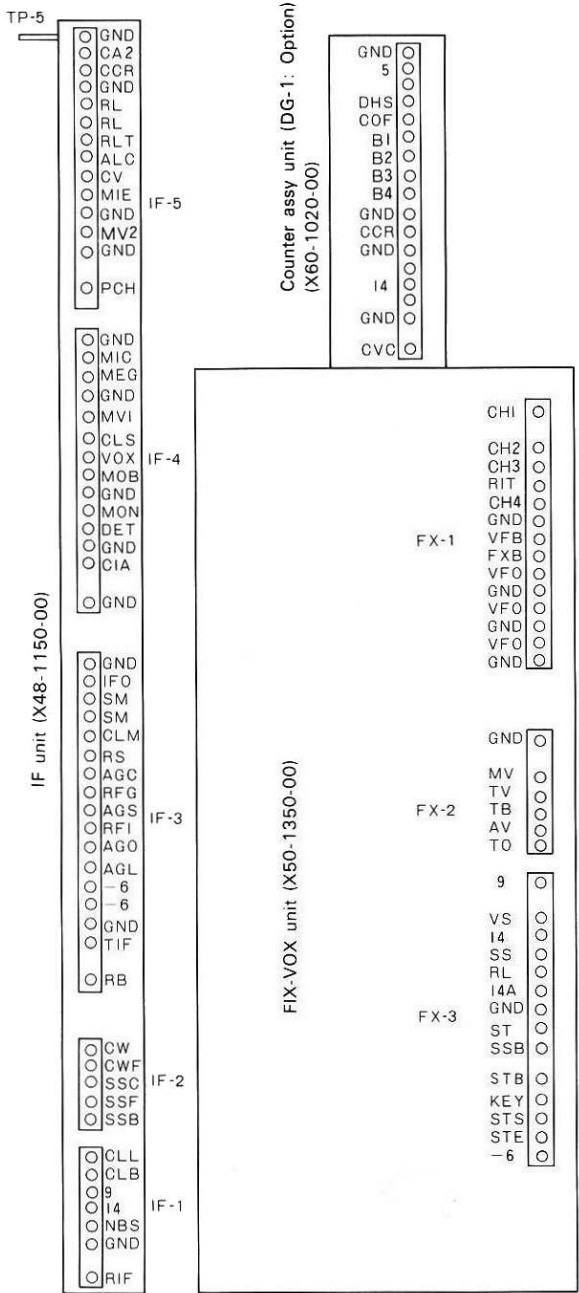 TP-5
GND
CA2
CCR
GND
RL
RL
RLT
ALC
CV
MIE
GND
MV2
GND
PCH
IF-5
GND
MIC
MEG
GND
MVI
CLS
VOX
MOB
GND
MON
DET
GND
CIA
GND
IF-4
GND
IFO
SM
SM
CLM
RS
AGC
RFG
AGS
RFI
AGO
AGL
-6
-6
GND
TIF
RB
IF-3
CW
CWF
SSC
SSF
SSB
IF-2
CLL
CLB
9
14
NBS
GND
RIF
IF-1
IF unit (X48-1150-00)
Counter assy unit (DG-1: Option)
(X60-1020-00)
GND
5
DHS
COF
B1
B2
B3
B4
GND
CCR
GND
14
GND
CVC
FIX-VOX unit (X50-1350-00)
FX-1
CH1
CH2
CH3
RIT
CH4
GND
VFB
FXB
VFO
GND
VFO
GND
VFO
GND
FX-2
GND
MV
TV
TB
AV
TO
FX-3
9
VS
14
SS
RL
14A
GND
ST
SSB
STB
KEY
STS
STE
-6